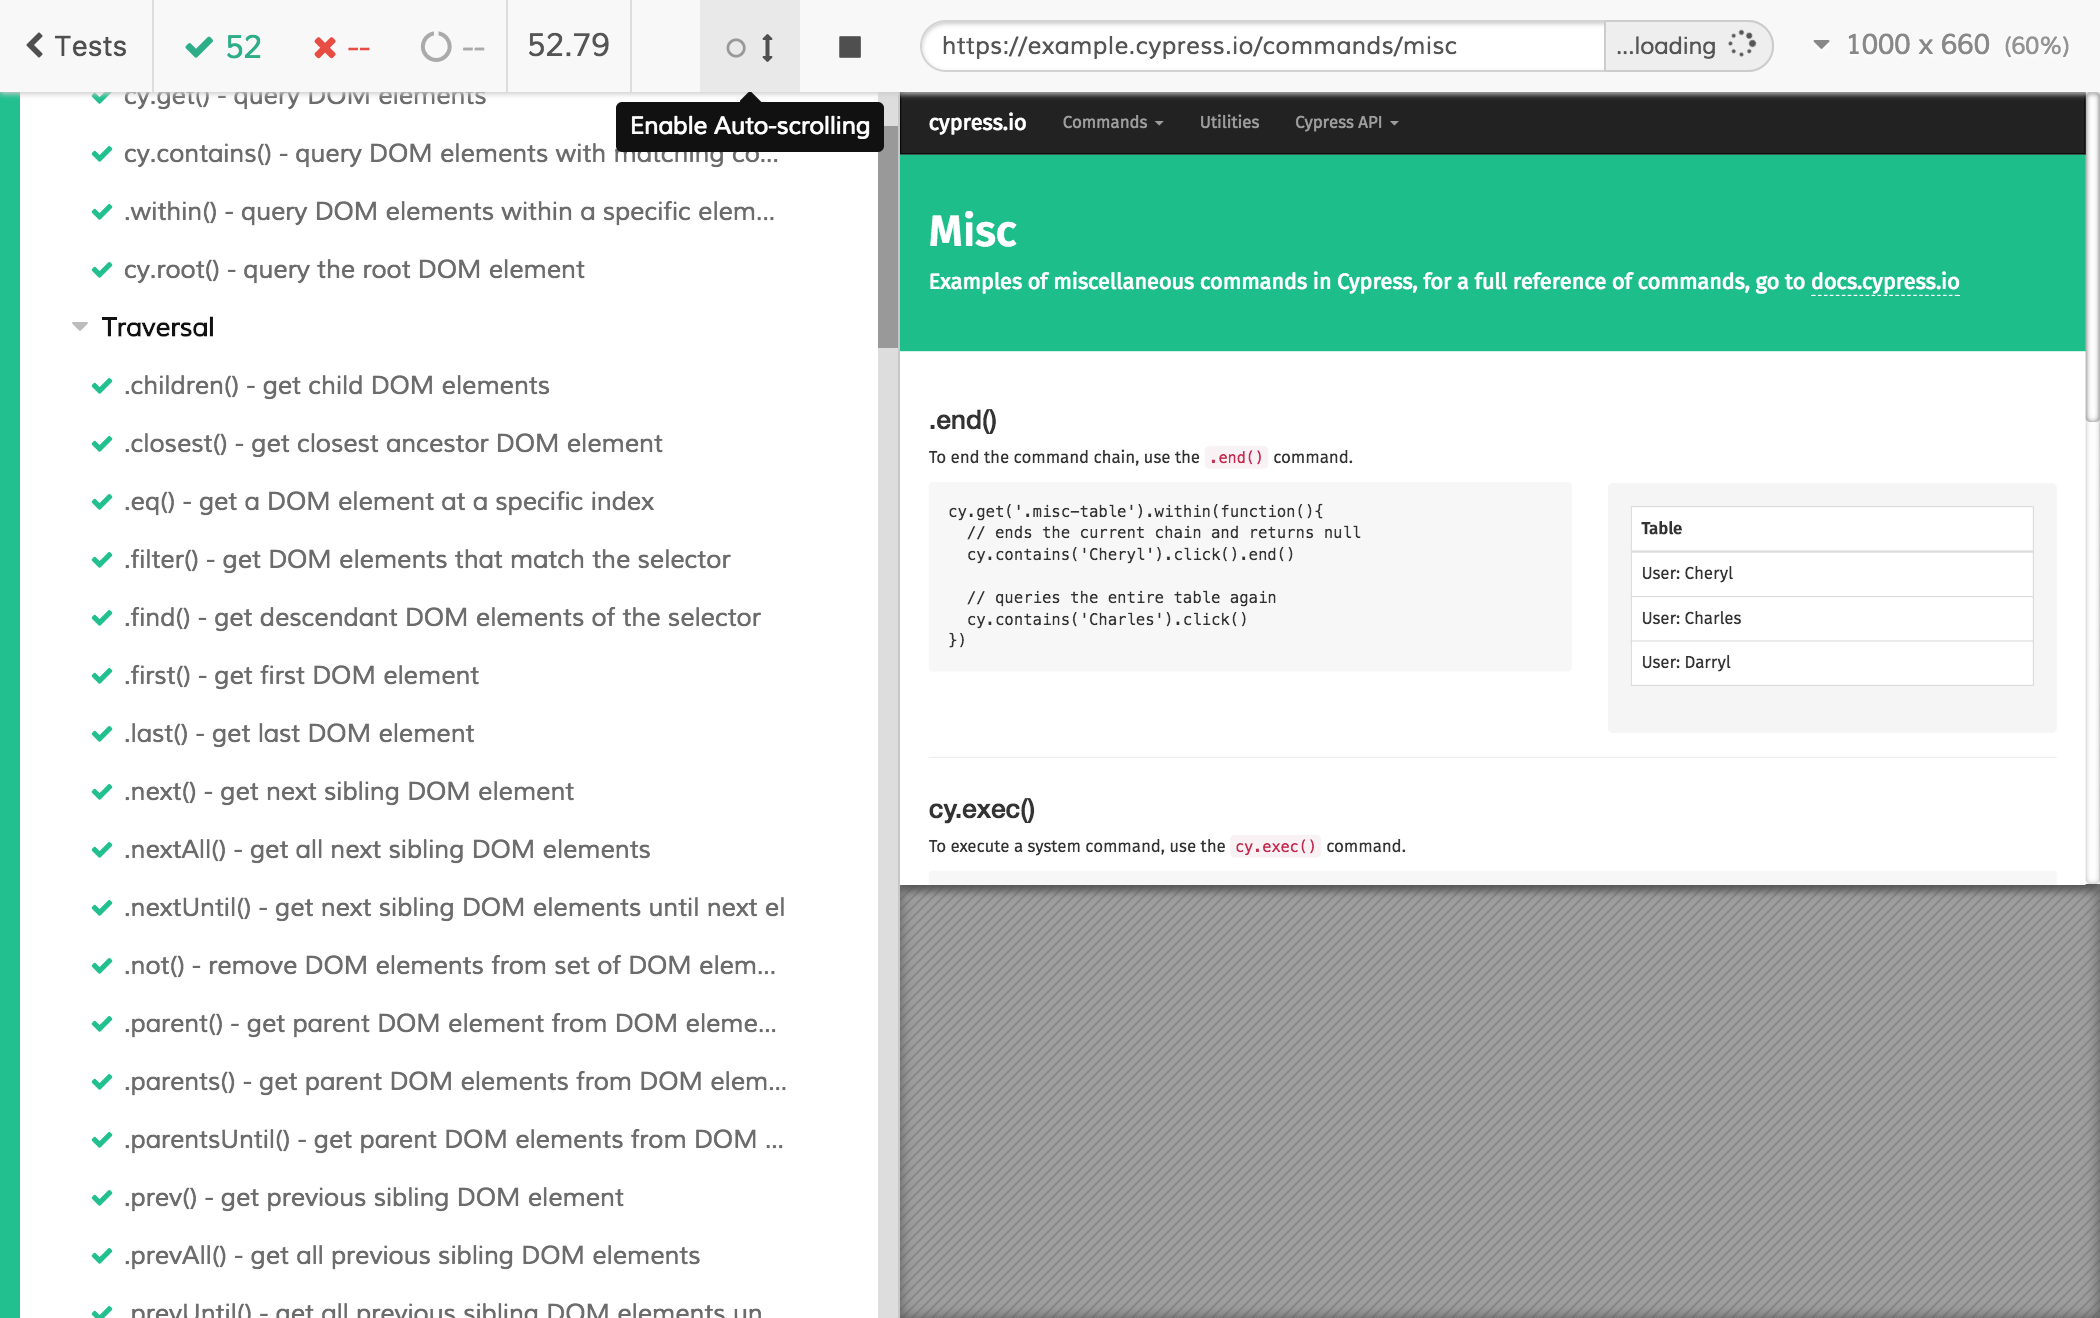 Tests
52
--
--
52.79
https://example.cypress.io/commands/misc
...loading
1000 x 660 (60%)
Enable Auto-scrolling
cy.get() - query DOM elements
cy.contains() - query DOM elements with matching co...
.within() - query DOM elements within a specific elem...
cy.root() - query the root DOM element
Traversal
.children() - get child DOM elements
.closest() - get closest ancestor DOM element
.eq() - get a DOM element at a specific index
.filter() - get DOM elements that match the selector
.find() - get descendant DOM elements of the selector
.first() - get first DOM element
.last() - get last DOM element
.next() - get next sibling DOM element
.nextAll() - get all next sibling DOM elements
.nextUntil() - get next sibling DOM elements until next el
.not() - remove DOM elements from set of DOM elem...
.parent() - get parent DOM element from DOM eleme...
.parents() - get parent DOM elements from DOM elem...
.parentsUntil() - get parent DOM elements from DOM ...
.prev() - get previous sibling DOM element
.prevAll() - get all previous sibling DOM elements
.prevUntil() - get all previous sibling DOM elements un
cypress.io
Commands
Utilities
Cypress API
Misc
Examples of miscellaneous commands in Cypress, for a full reference of commands, go to docs.cypress.io
.end()
To end the command chain, use the .end() command.
cy.get('.misc-table').within(function(){
// ends the current chain and returns null
cy.contains('Cheryl').click().end()
// queries the entire table again
cy.contains('Charles').click()
})
Table
User: Cheryl
User: Charles
User: Darryl
cy.exec()
To execute a system command, use the cy.exec() command.